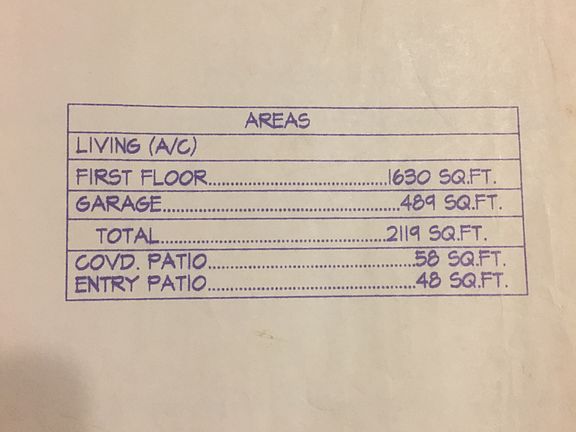 AREAS
LIVING (A/C)
FIRST FLOOR..........................................1630 SQ.FT.
GARAGE.....................................................489 SQ.FT.
TOTAL..................................................2119 SQ.FT.
COVD. PATIO..............................................58 SQ.FT.
ENTRY PATIO..............................................48 SQ.FT.